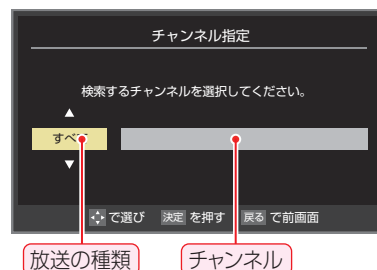 チャンネル指定
検索するチャンネルを選択してください。
▲
すべて
▼
で選び 決定 を押す 戻る で前画面
放送の種類 チャンネル